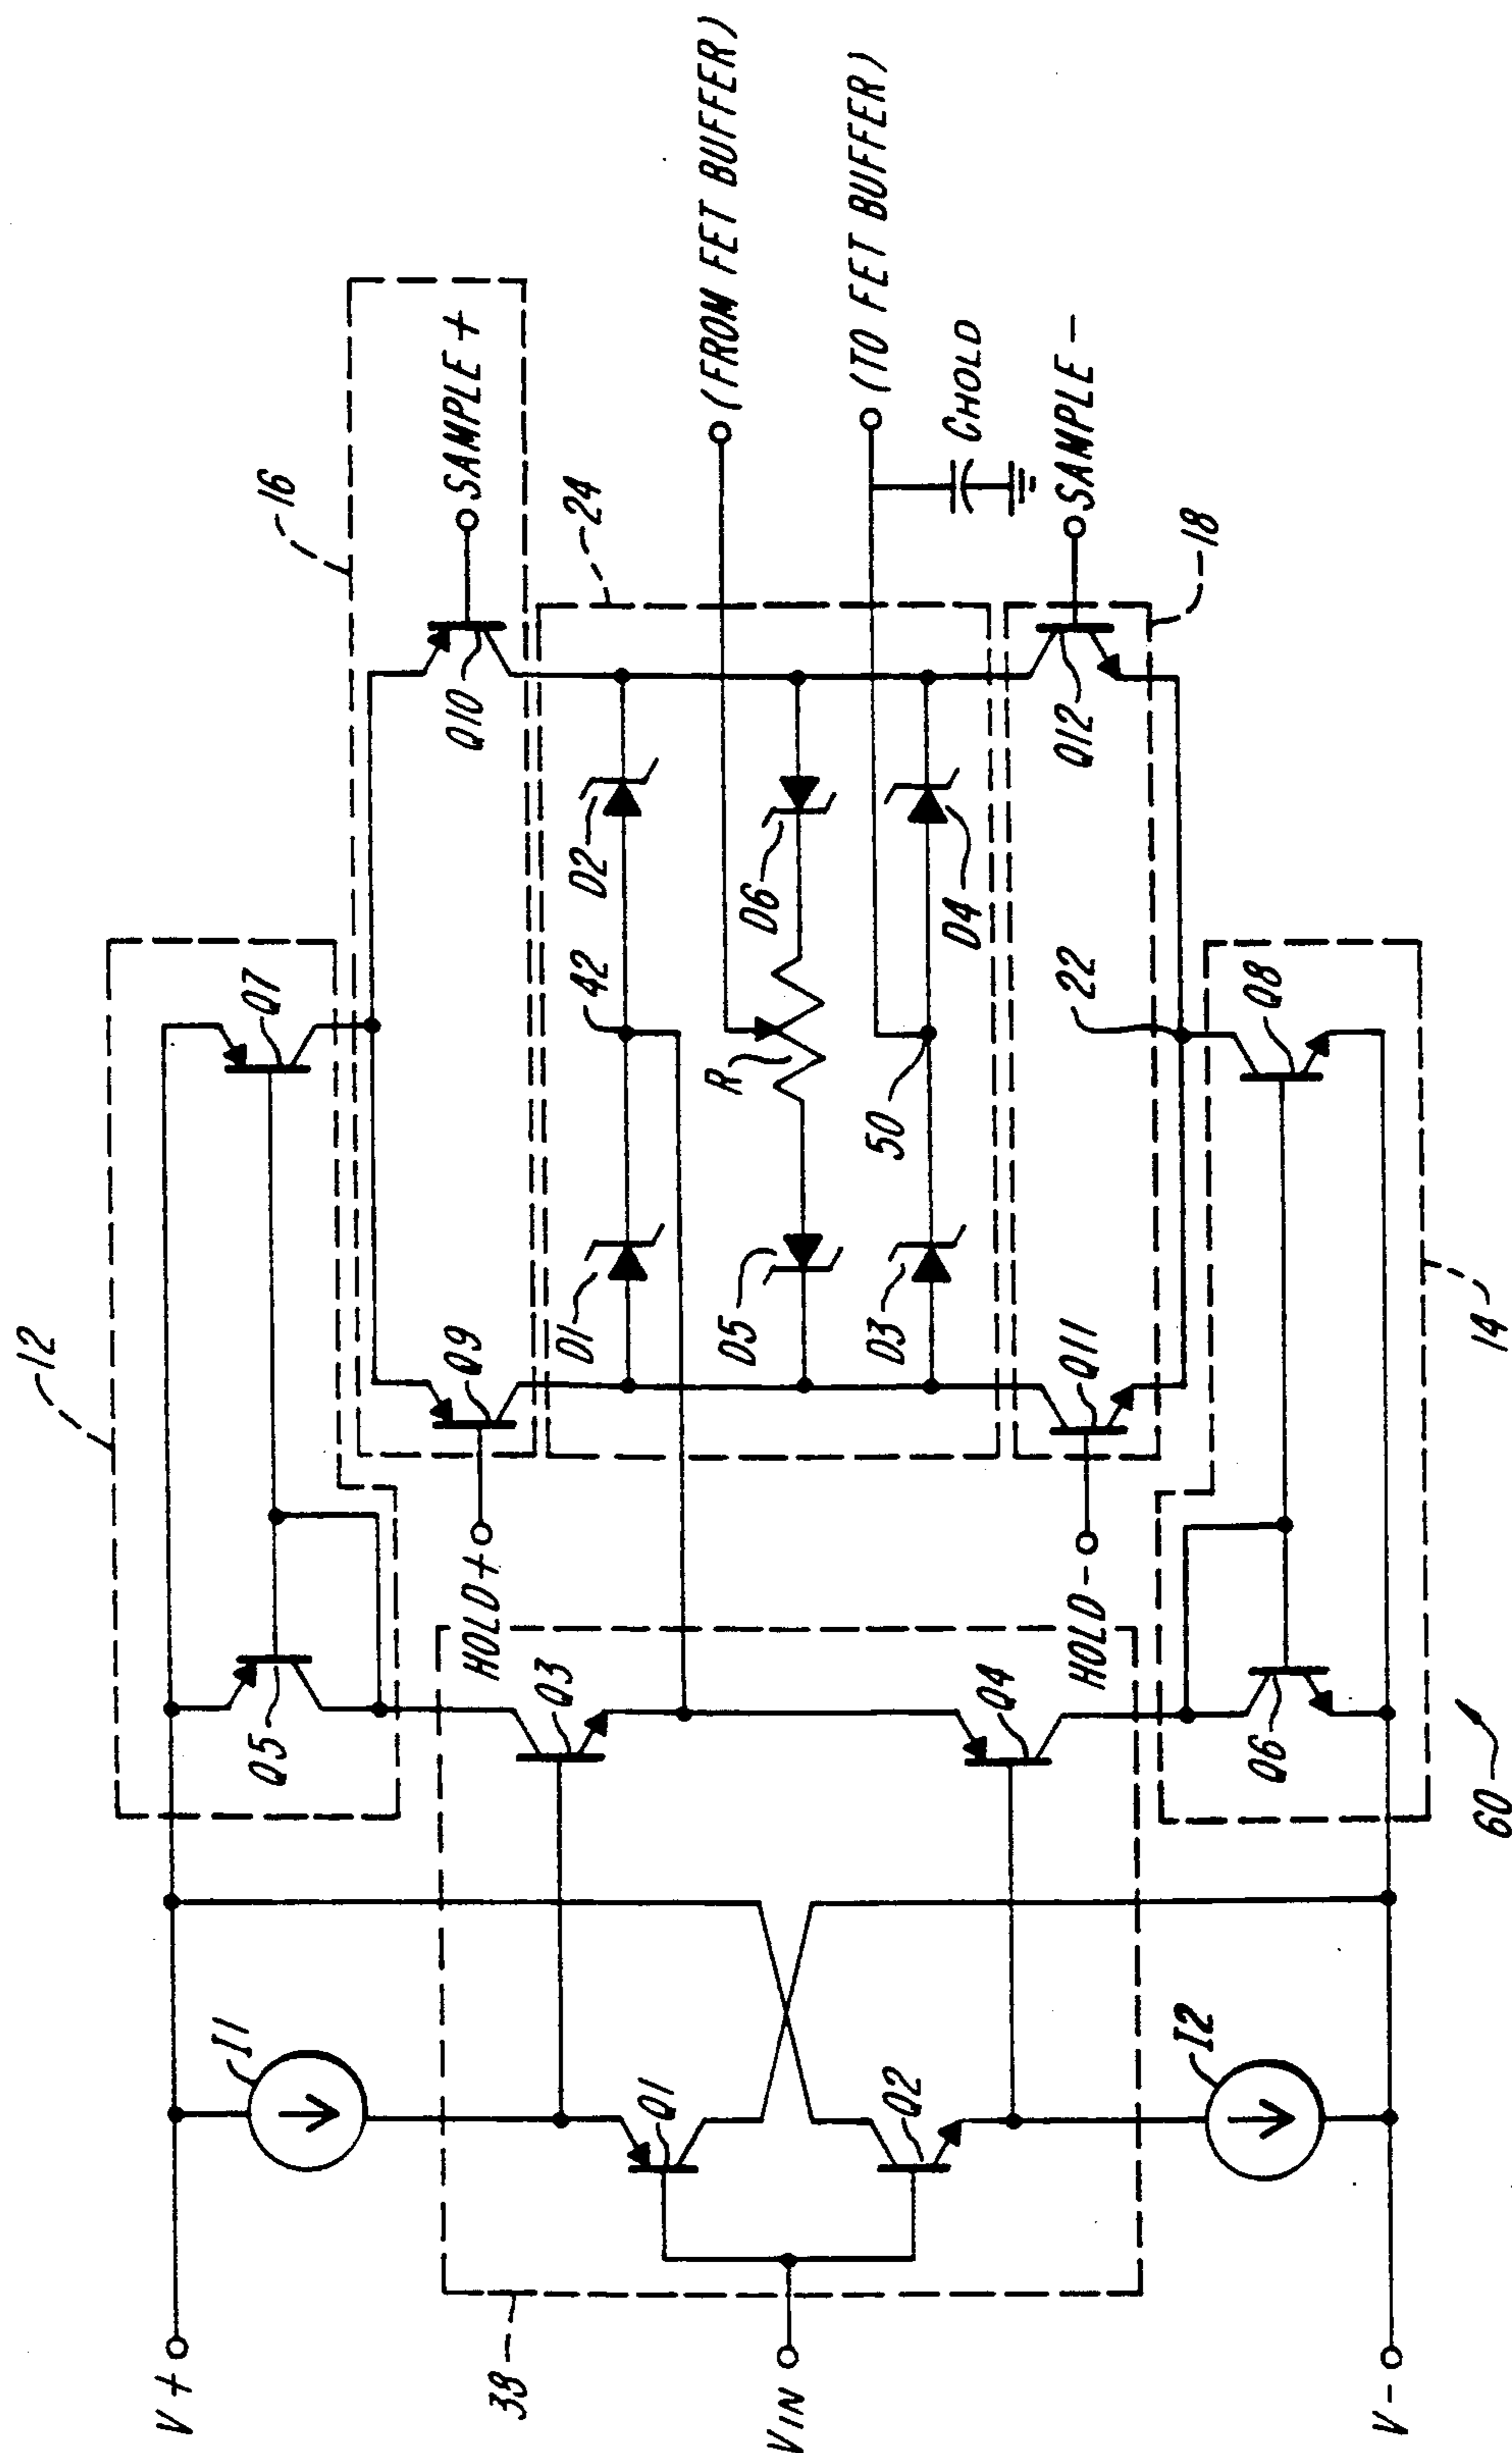 V+
I1
12
Q5
Q7
16
Q9
Q10
SAMPLE +
HOLD+
Q3
D1
42
D2
24
(FROM FET BUFFER)
38
Q1
R
D5
D6
VIN
Q2
D3
50
D4
(TO FET BUFFER)
CHOLD
Q4
HOLD-
Q11
22
Q12
SAMPLE -
18
I2
Q6
Q8
V-
14
60